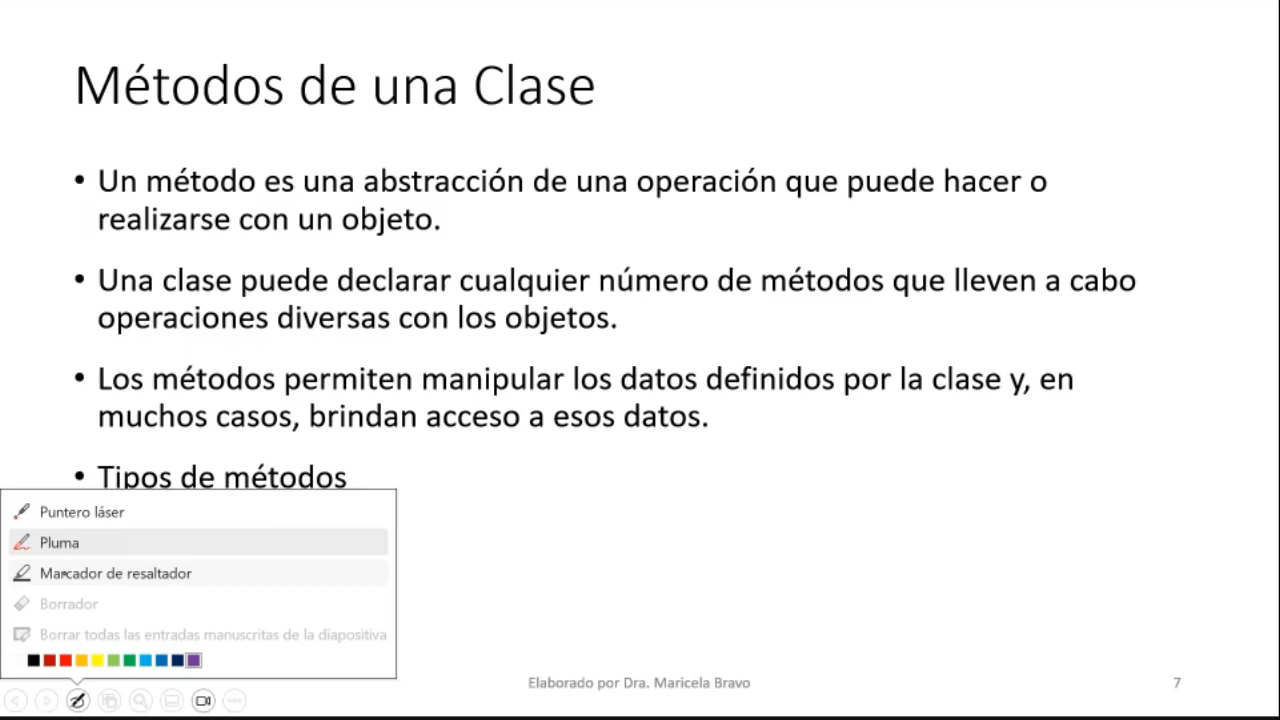 Métodos de una Clase
• Un método es una abstracción de una operación que puede hacer o
realizarse con un objeto.
• Una clase puede declarar cualquier número de métodos que lleven a cabo
operaciones diversas con los objetos.
• Los métodos permiten manipular los datos definidos por la clase y, en
muchos casos, brindan acceso a esos datos.
• Tipos de métodos
Puntero láser
Pluma
Marcador de resaltador
Borrador
Borrar todas las entradas manuscritas de la diapositiva
Elaborado por Dra. Maricela Bravo
7